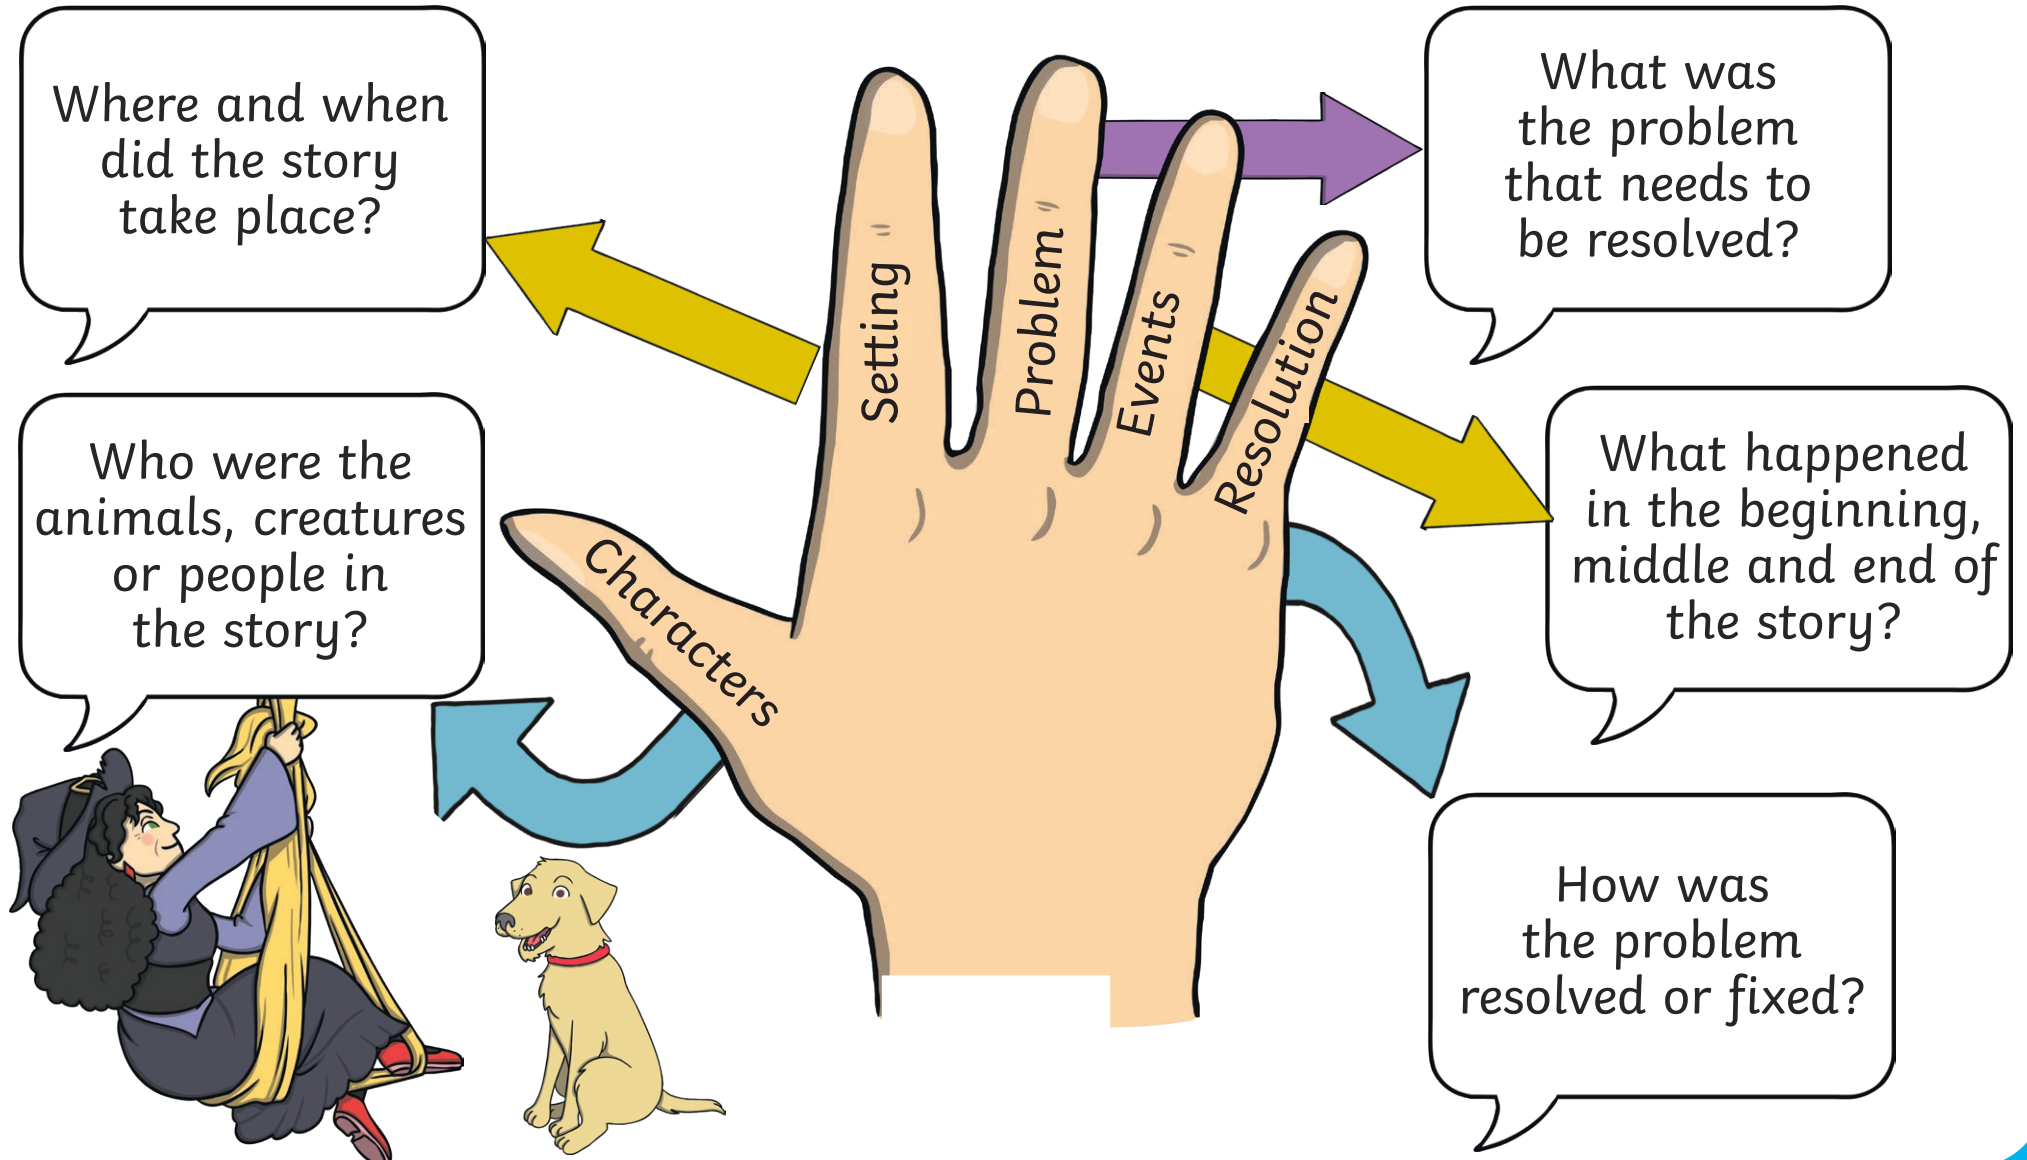 Where and when
did the story
take place?
Who were the
animals, creatures
or people in
the story?
Characters
Setting
Problem
Events
Resolution
What was
the problem
that needs to
be resolved?
What happened
in the beginning,
middle and end of
the story?
How was
the problem
resolved or fixed?